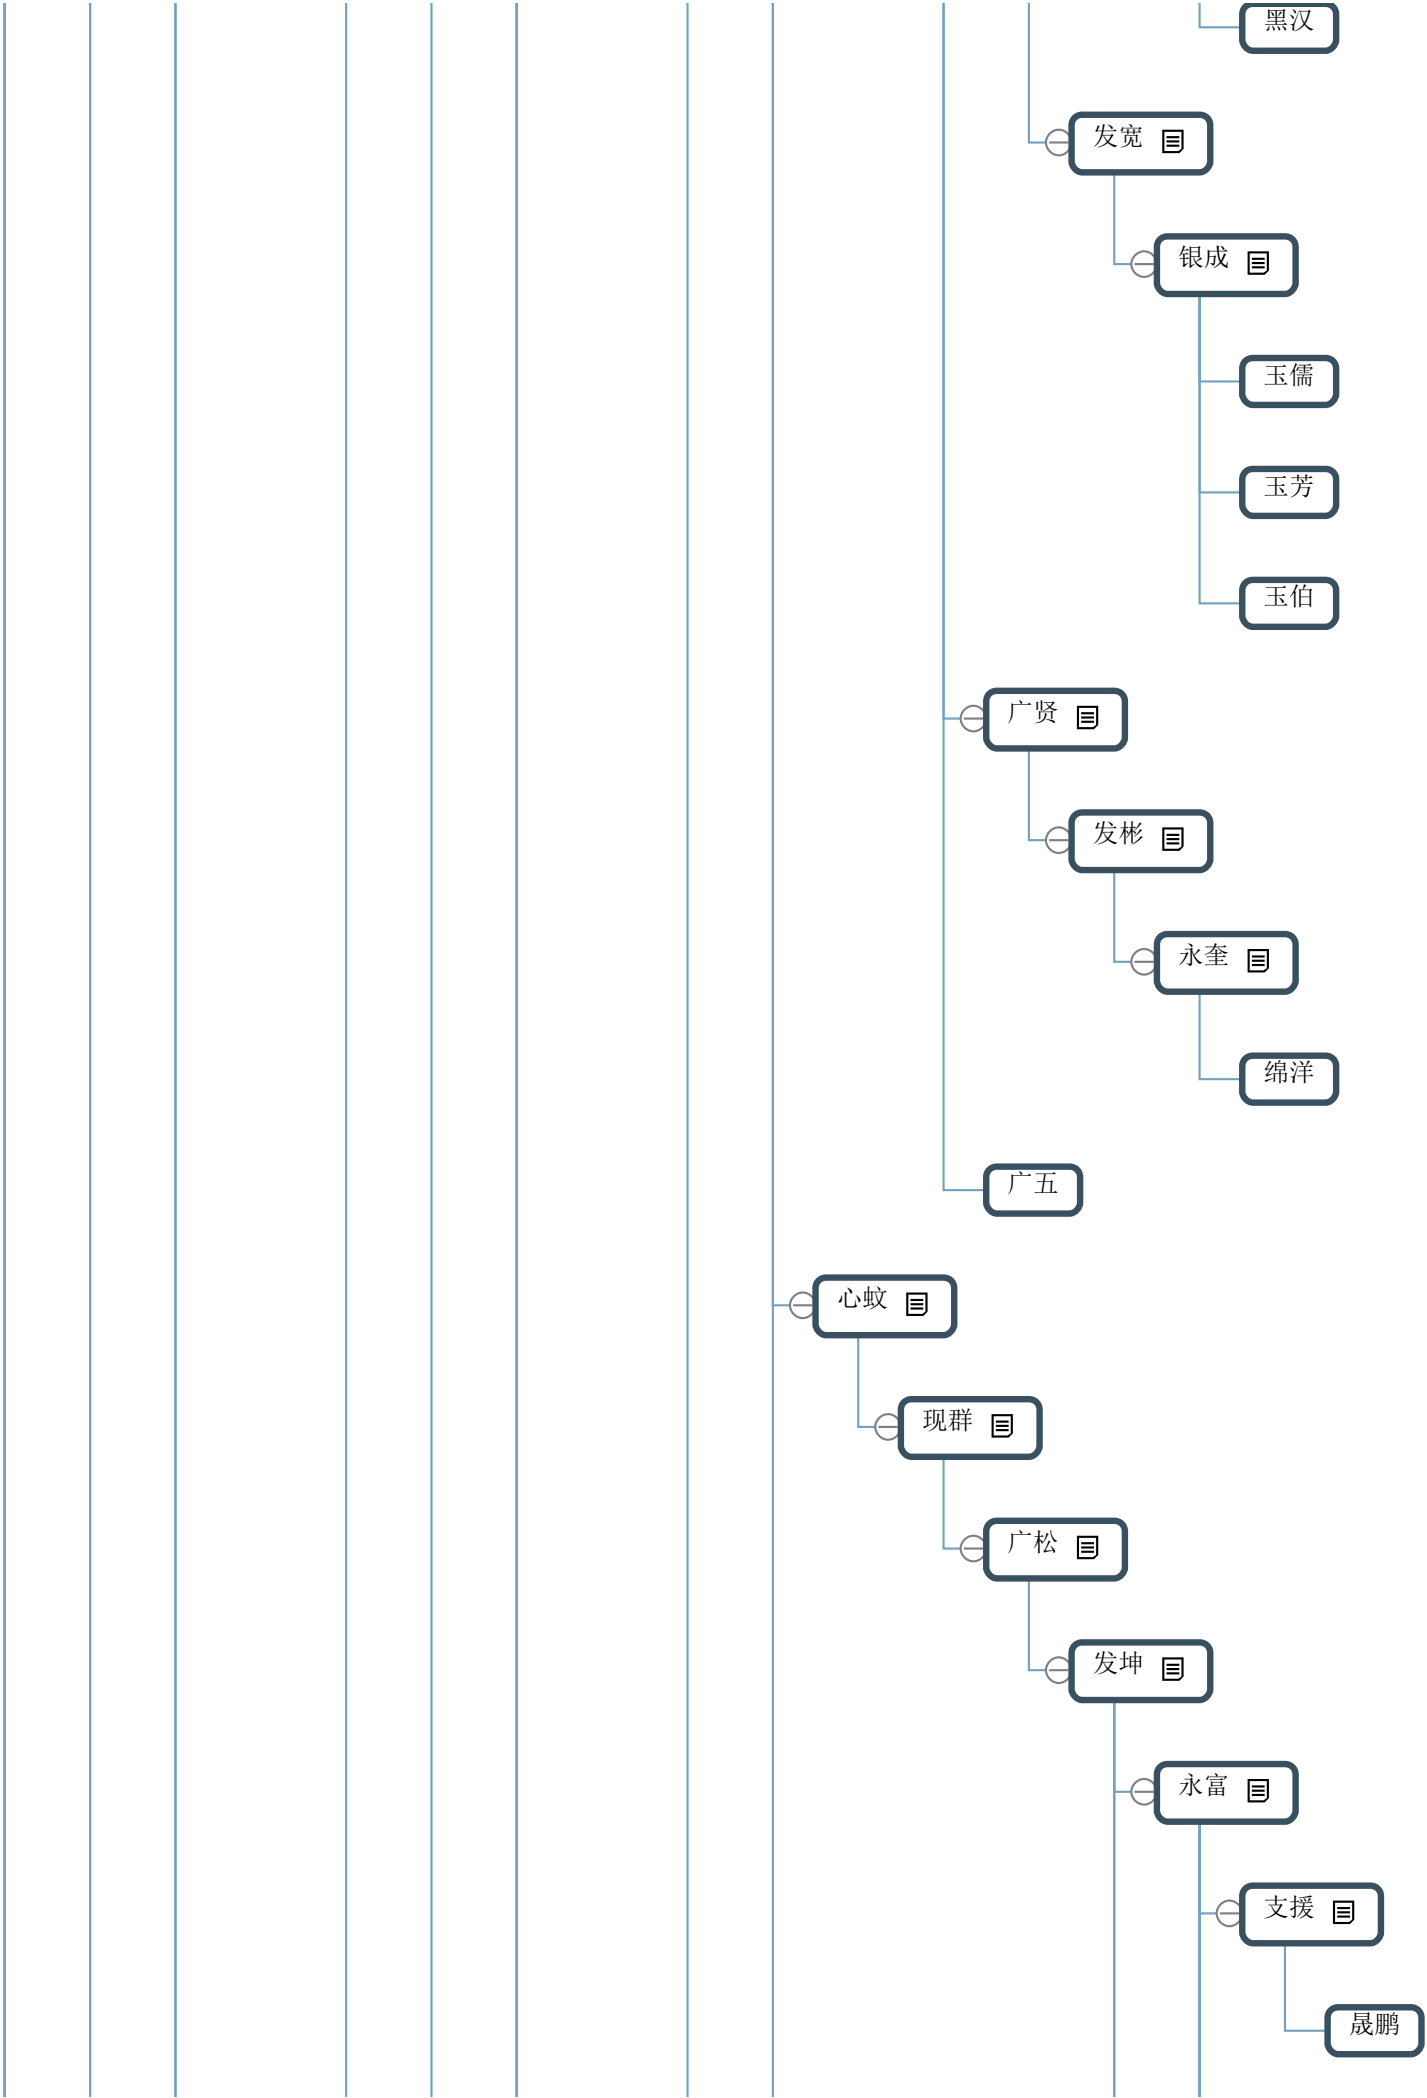 黑汉
发宽
银成
玉儒
玉芳
玉伯
广贤
发彬
永奎
绵洋
广五
心蚊
现群
广松
发坤
永富
支援
晟鹏